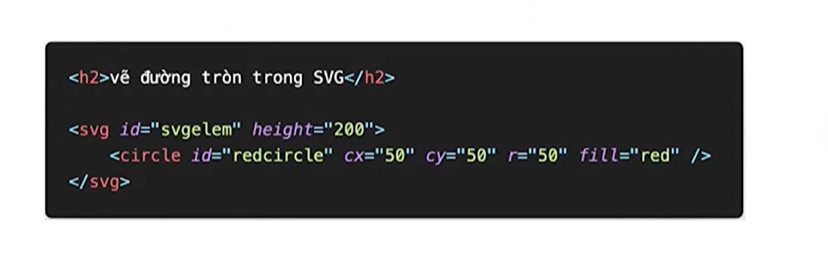 <h2>vẽ đường tròn trong SVG</h2>
<svg id="svgelem" height="200">
<circle id="redcircle" cx="50" cy="50" r="50" fill="red" />
</svg>